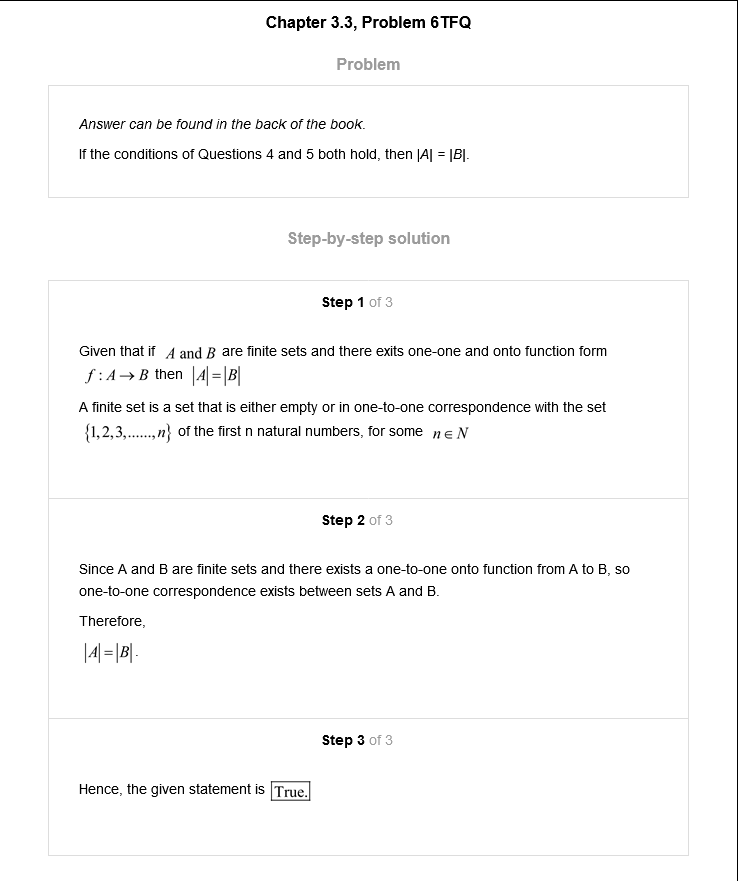 Chapter 3.3, Problem 6TFQ
Problem
Answer can be found in the back of the book.
If the conditions of Questions 4 and 5 both hold, then |A| = |B|.
Step-by-step solution
Step 1 of 3
Given that if A and B are finite sets and there exits one-one and onto function form
f : A → B then |A| = |B|
A finite set is a set that is either empty or in one-to-one correspondence with the set
{1,2,3,......,n} of the first n natural numbers, for some n ∈ N
Step 2 of 3
Since A and B are finite sets and there exists a one-to-one onto function from A to B, so
one-to-one correspondence exists between sets A and B.
Therefore,
|A| = |B|.
Step 3 of 3
Hence, the given statement is True.